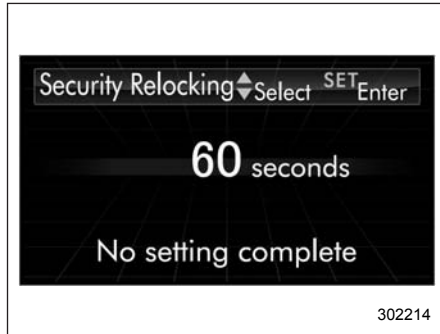 Security Relocking Select SET Enter
60 seconds
No setting complete
302214